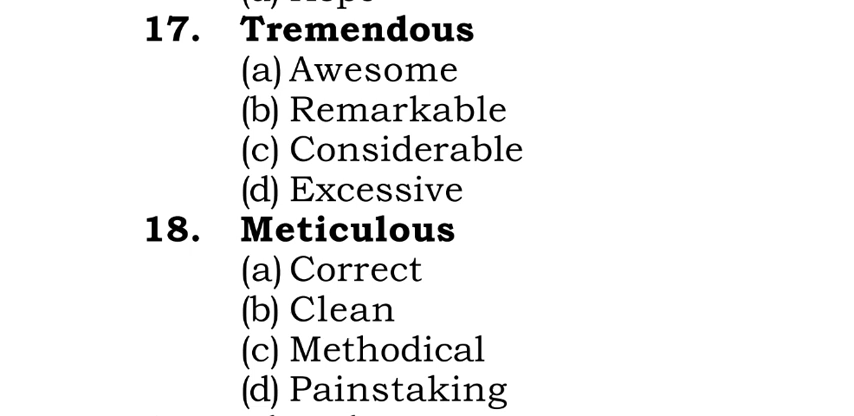 17. Tremendous
(a) Awesome
(b) Remarkable
(c) Considerable
(d) Excessive
18. Meticulous
(a) Correct
(b) Clean
(c) Methodical
(d) Painstaking